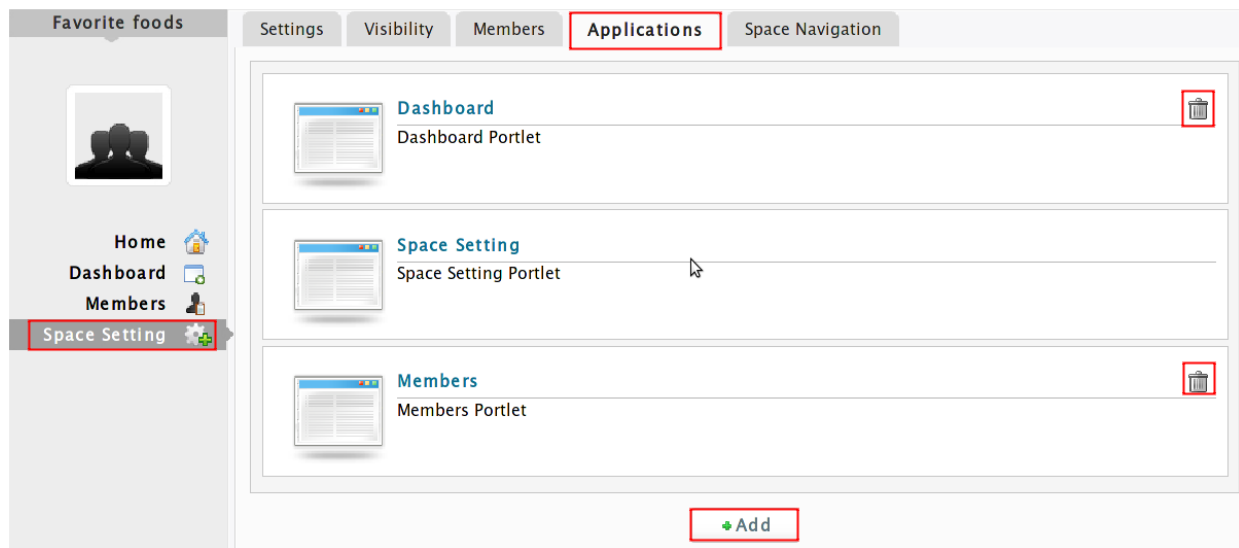 Favorite foods
Settings
Visibility
Members
Applications
Space Navigation
Dashboard
Dashboard Portlet
Home
Dashboard
Members
Space Setting
Space Setting
Space Setting Portlet
Members
Members Portlet
Add